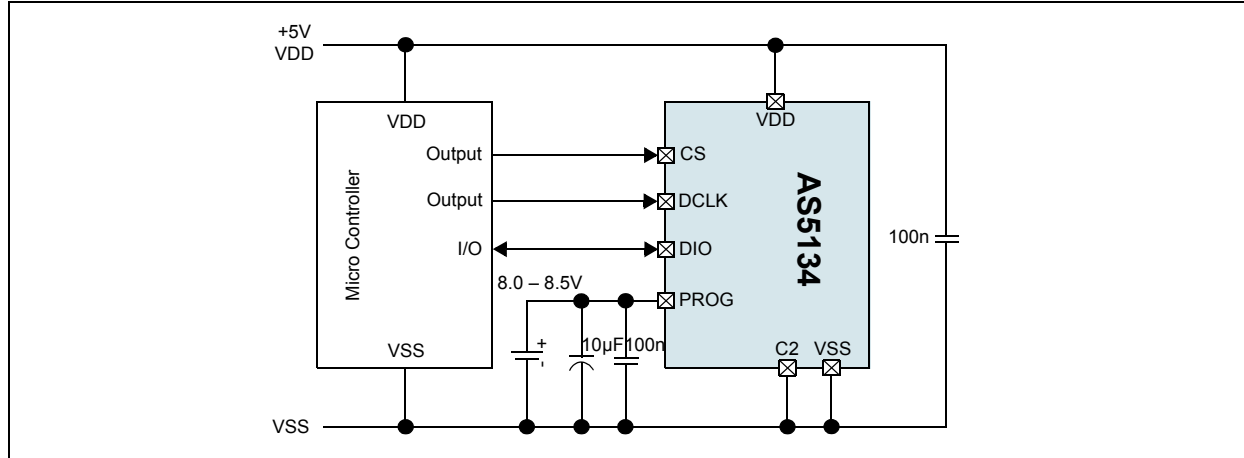 +5V
VDD
VDD
VDD
Output
CS
Micro Controller
Output
DCLK
AS5134
100n
I/O
DIO
8.0 – 8.5V
PROG
+
-
10µF
100n
VSS
C2
VSS
VSS